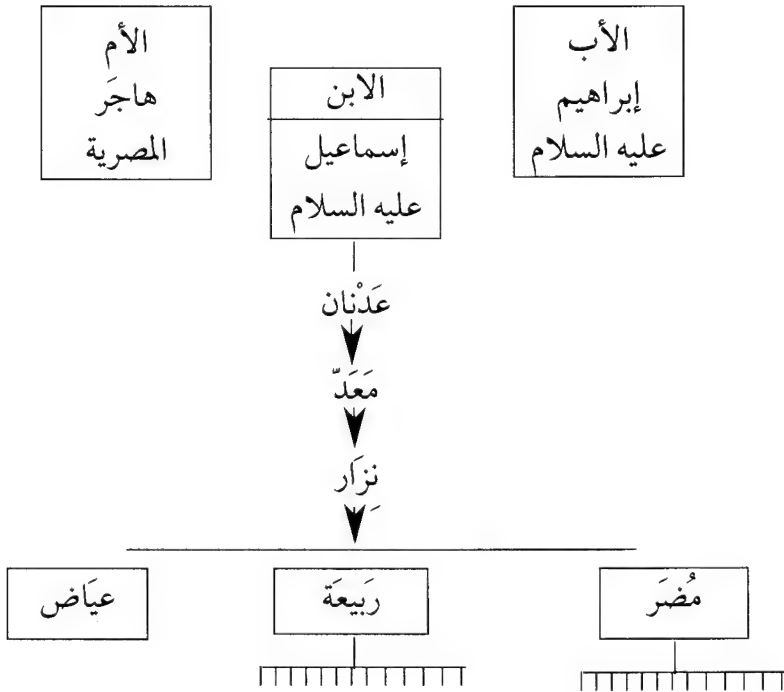 الأب
إبراهيم
عليه السلام
الابن
إسماعيل
عليه السلام
الأم
هاجَر
المصرية
عَدْنان
مَعَدّ
نزَار
مُضَر
رَبيعَة
عيَاض